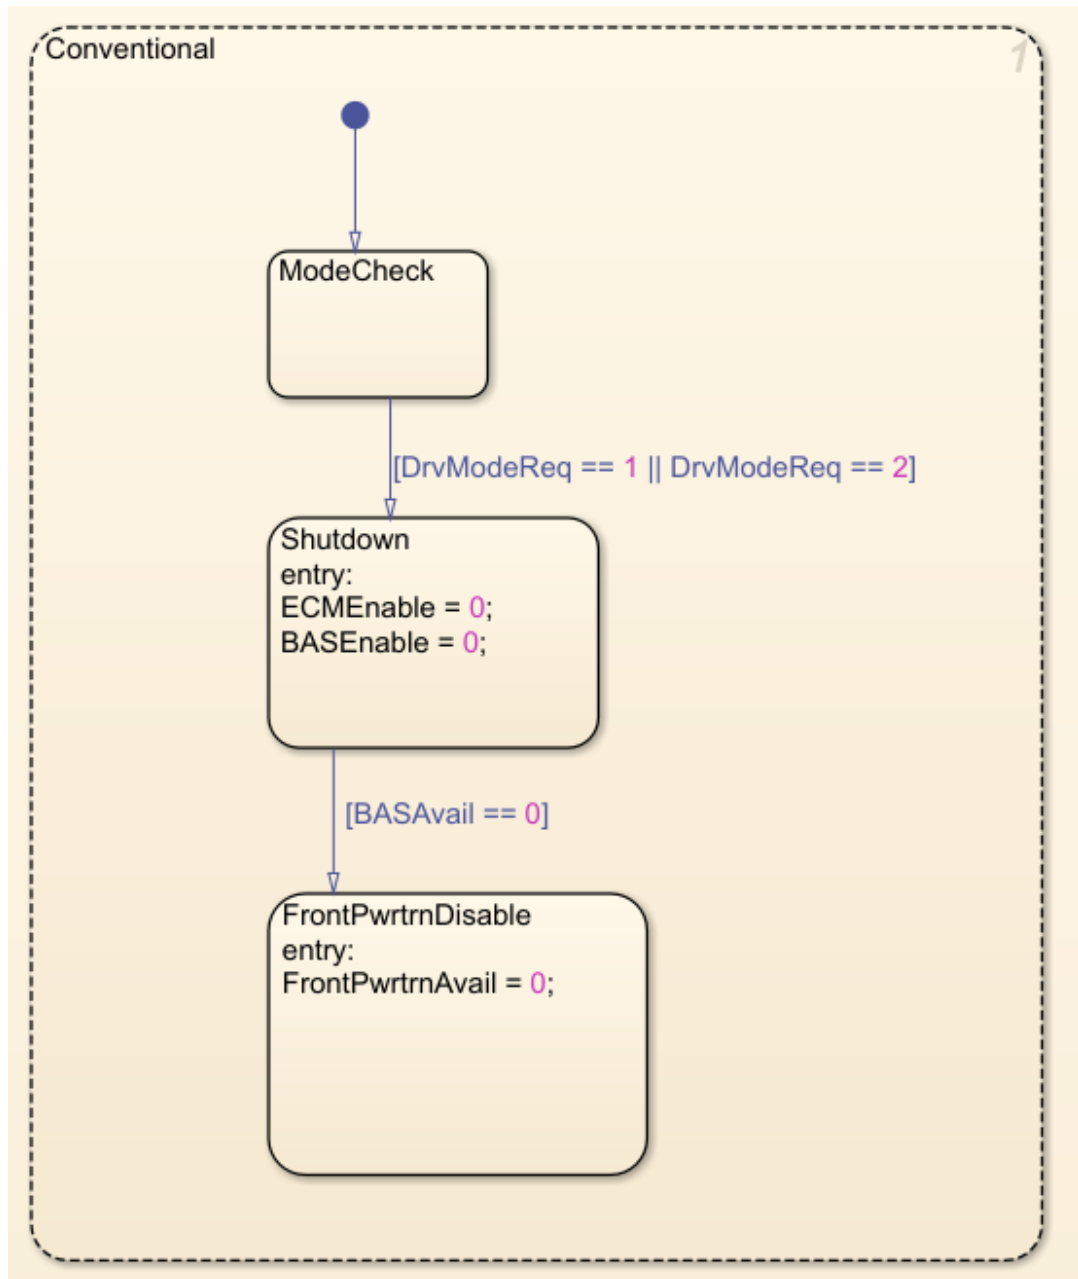 Conventional
1
ModeCheck
[DrvModeReq == 1 || DrvModeReq == 2]
Shutdown
entry:
ECMEnable = 0;
BASEnable = 0;
[BASAvail == 0]
FrontPwrtrnDisable
entry:
FrontPwrtrnAvail = 0;